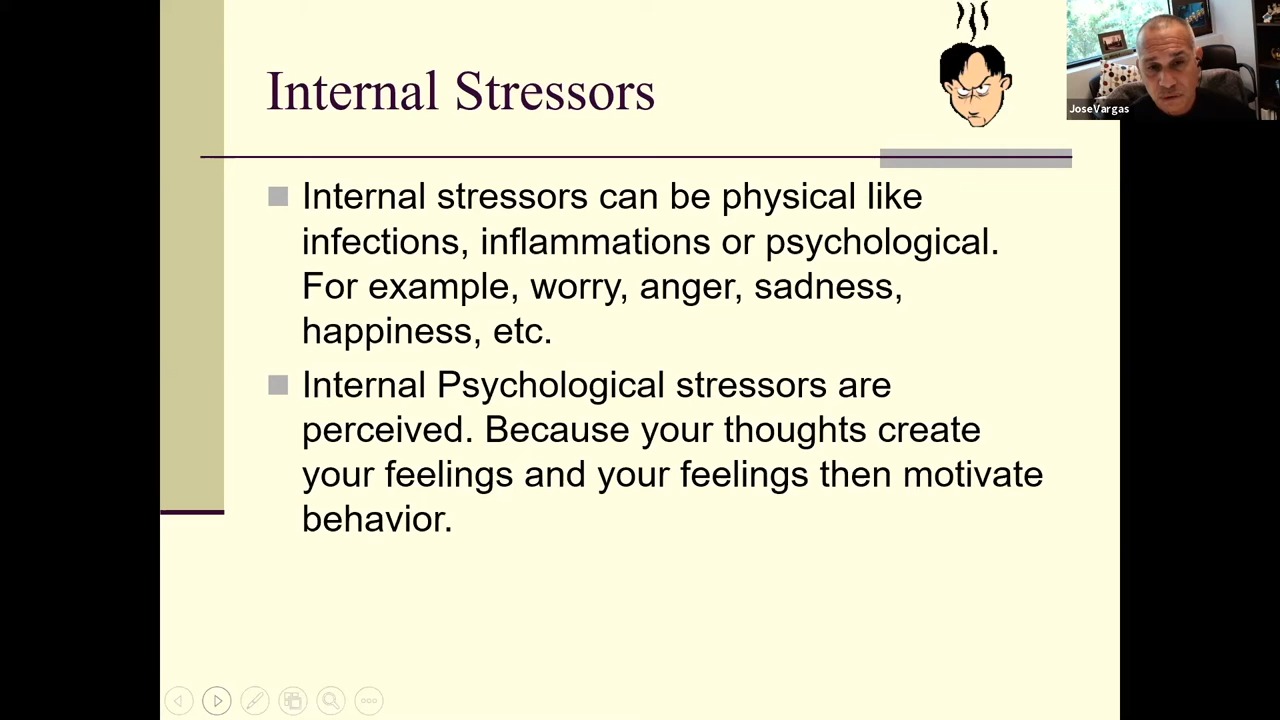 Internal Stressors
JoseVargas
Internal stressors can be physical like
infections, inflammations or psychological.
For example, worry, anger, sadness,
happiness, etc.
Internal Psychological stressors are
perceived. Because your thoughts create
your feelings and your feelings then motivate
behavior.